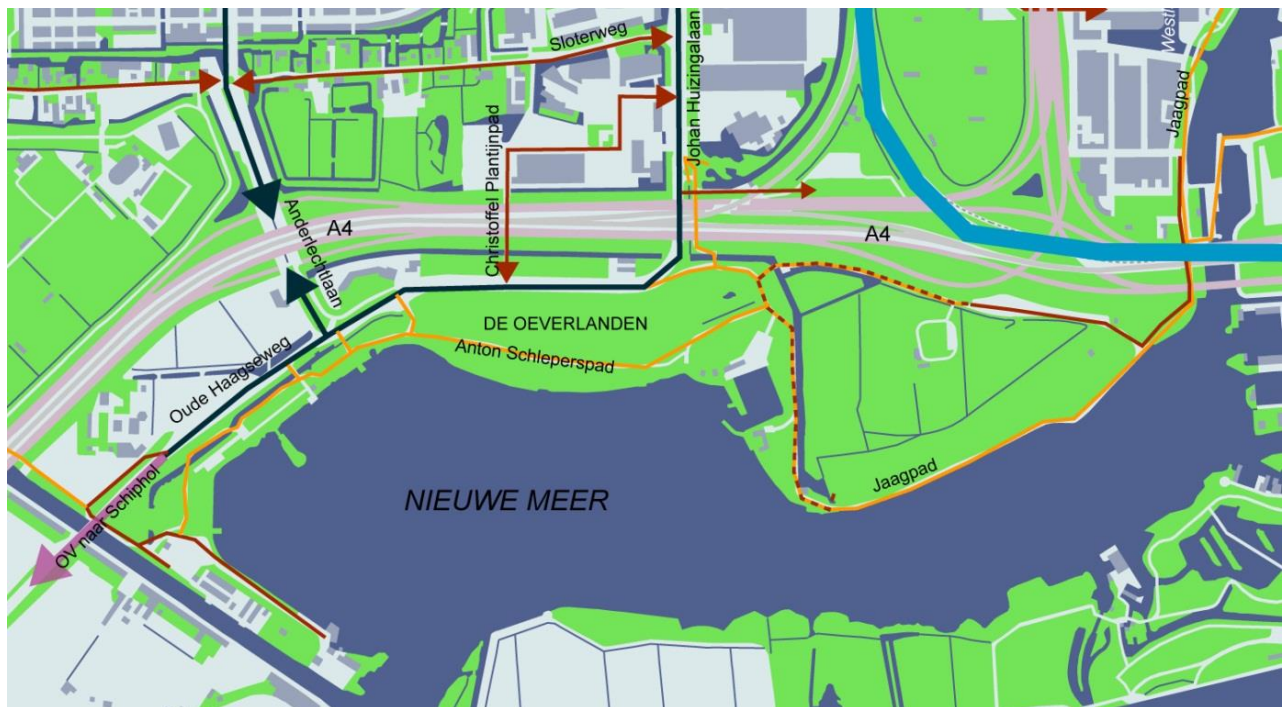 Sloterweg
Johan Huizingalaan
Jaagpad
Christoffel Plantijnpad
Anderlechtlaan
A4
A4
DE OEVERLANDEN
Anton Schleperspad
Oude Haagseweg
Jaagpad
OV naar Schiphol
NIEUWE MEER